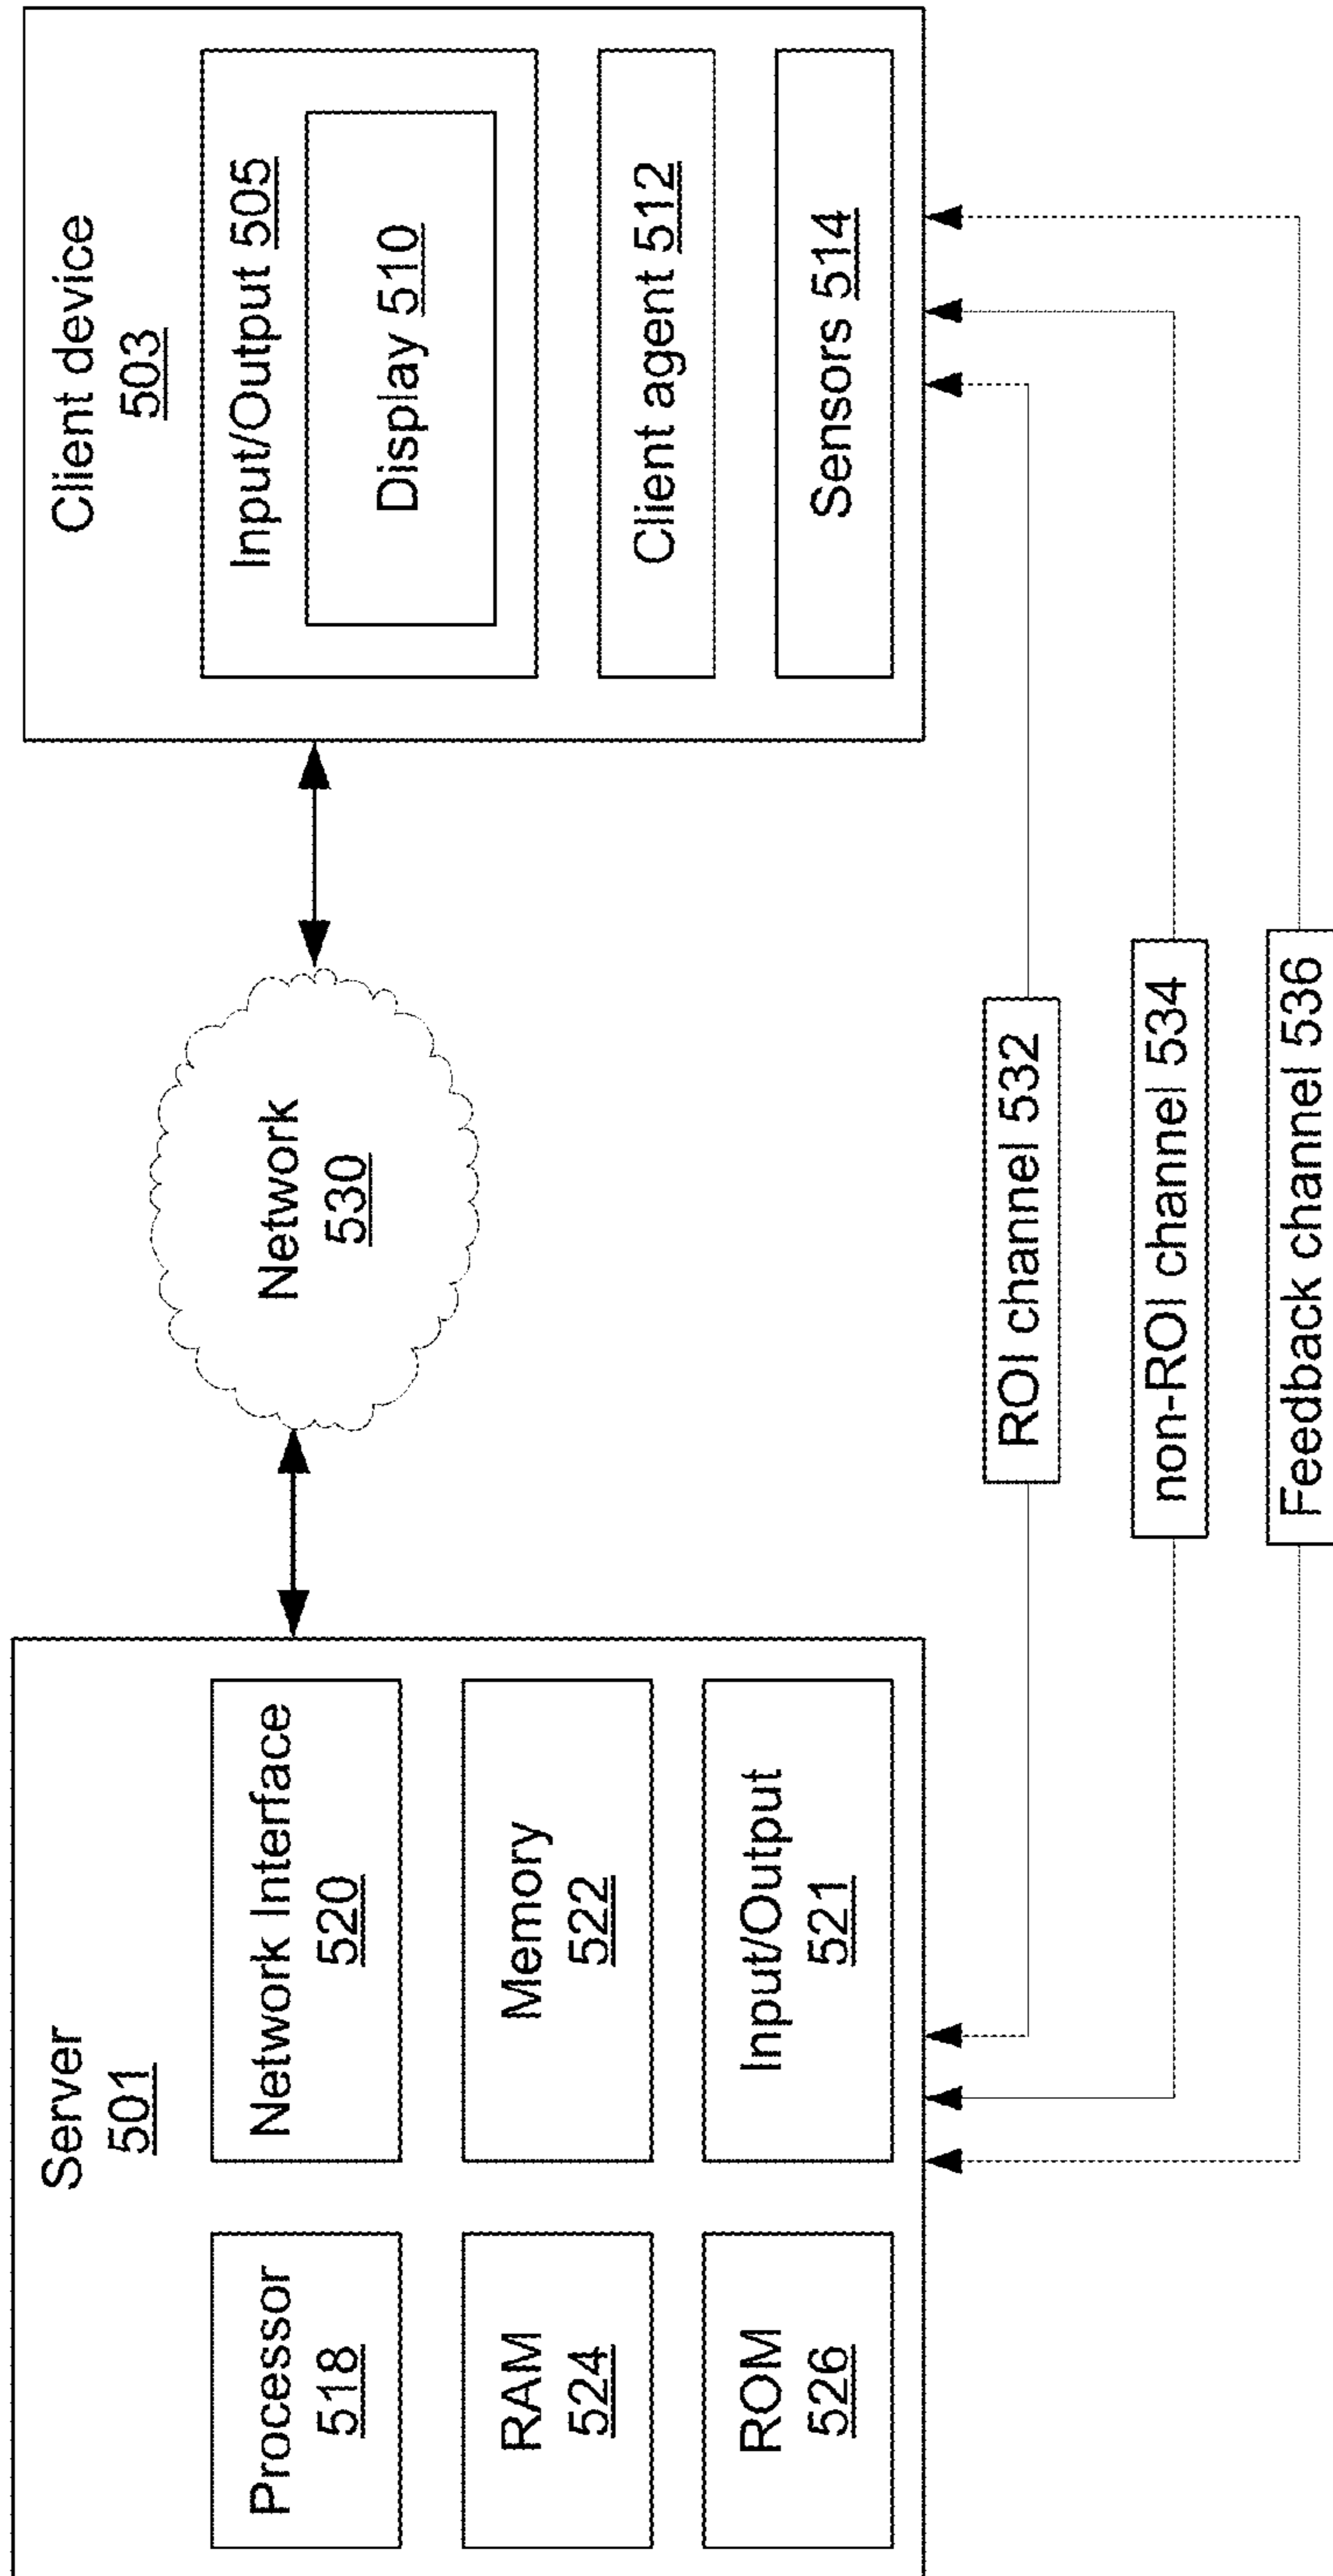 Server
501
Processor
518
Network Interface
520
RAM
524
Memory
522
ROM
526
Input/Output
521
Network
530
Client device
503
Input/Output 505
Display 510
Client agent 512
Sensors 514
ROI channel 532
non-ROI channel 534
Feedback channel 536